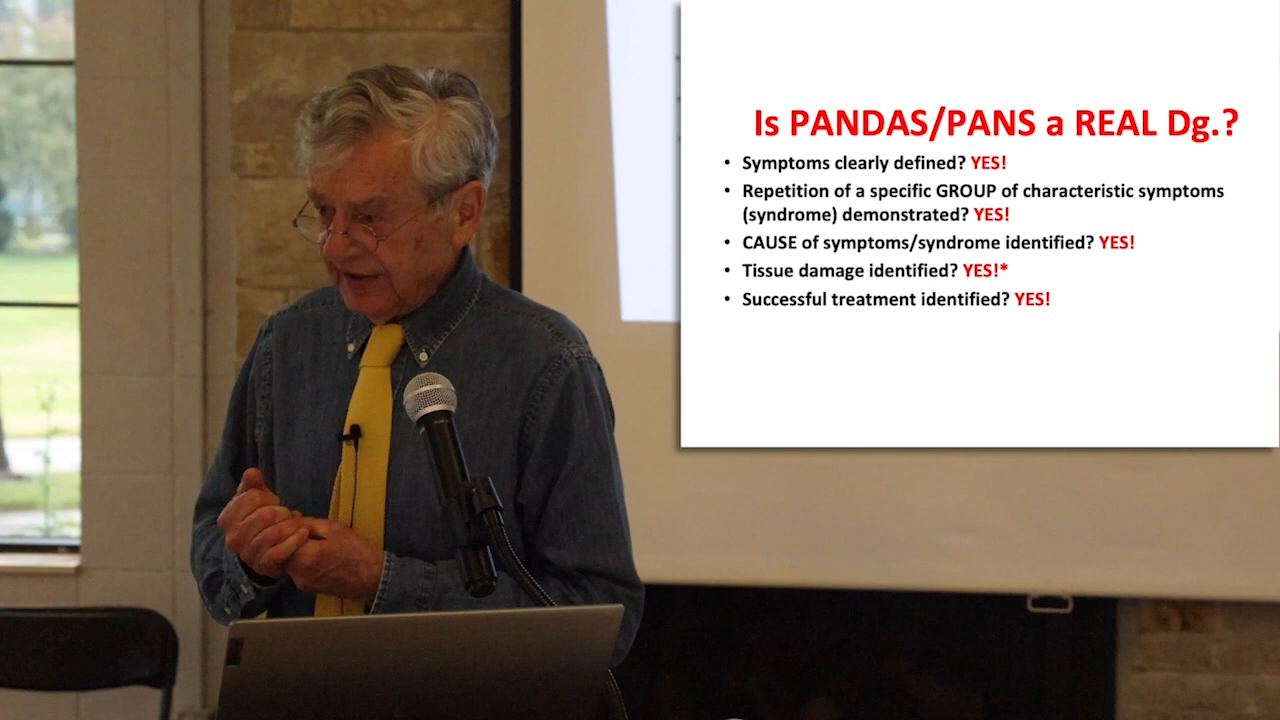 Is PANDAS/PANS a REAL Dg.?
• Symptoms clearly defined? YES!
• Repetition of a specific GROUP of characteristic symptoms
(syndrome) demonstrated? YES!
• CAUSE of symptoms/syndrome identified? YES!
• Tissue damage identified? YES!*
• Successful treatment identified? YES!